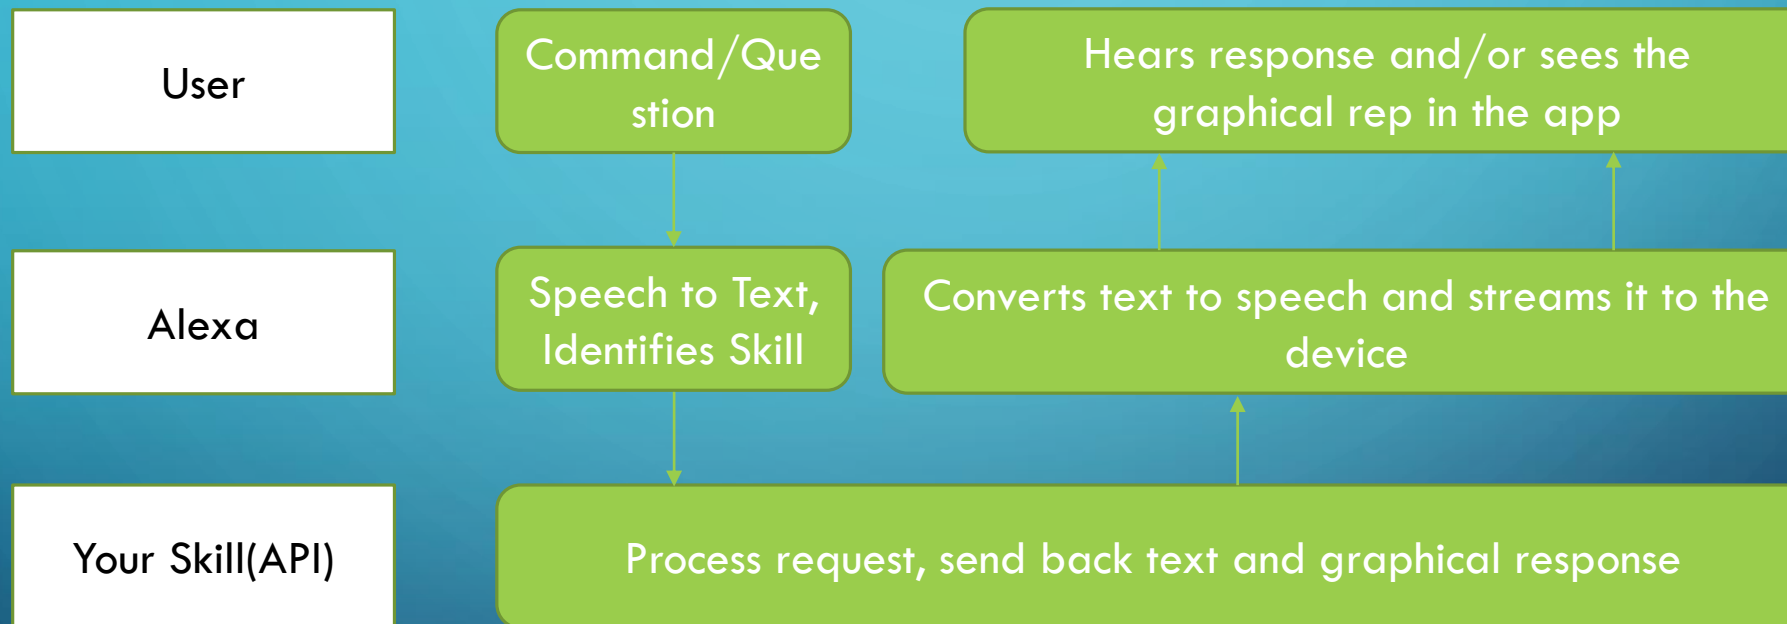 User
Command/Que
stion
Hears response and/or sees the
graphical rep in the app
Alexa
Speech to Text,
Identifies Skill
Converts text to speech and streams it to the
device
Your Skill(API)
Process request, send back text and graphical response